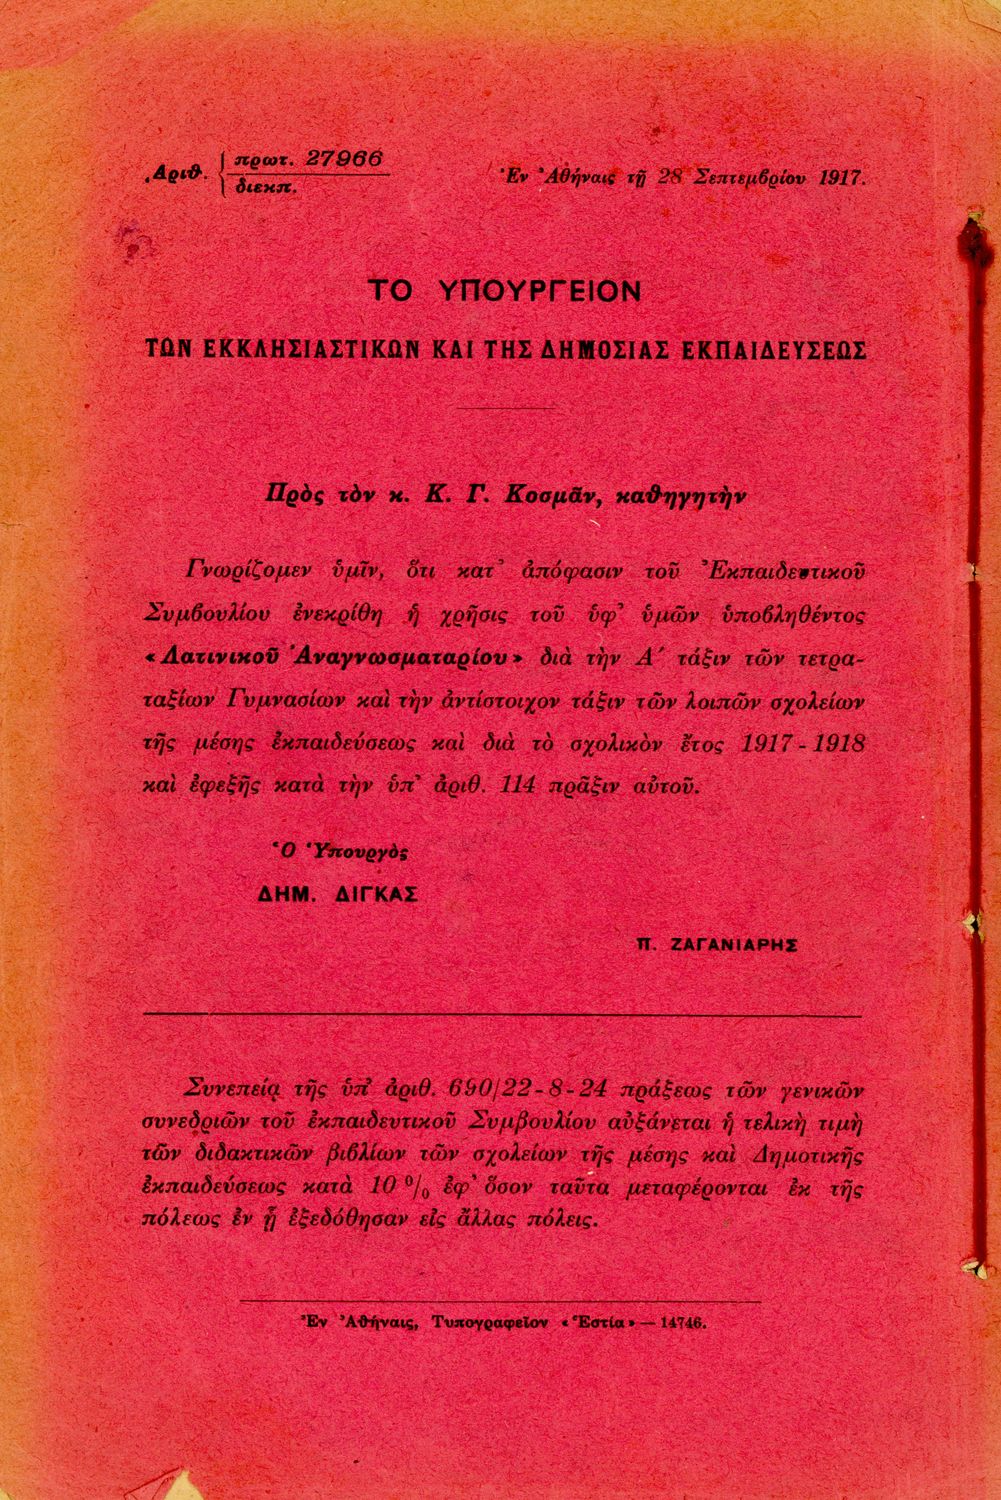 Ἀριθ. { πρωτ. 27966
διεκπ.
Ἐν Ἀθήναις τῇ 28 Σεπτεμβρίου 1917.
ΤΟ ΥΠΟΥΡΓΕΙΟΝ
ΤΩΝ ΕΚΚΛΗΣΙΑΣΤΙΚΩΝ ΚΑΙ ΤΗΣ ΔΗΜΟΣΙΑΣ ΕΚΠΑΙΔΕΥΣΕΩΣ
Πρὸς τὸν κ. Κ. Γ. Κοσμᾶν, καθηγητὴν
Γνωρίζομεν ὑμῖν, ὅτι κατ᾽ ἀπόφασιν τοῦ Ἐκπαιδευτικοῦ
Συμβουλίου ἐνεκρίθη ἡ χρῆσις τοῦ ὑφ᾽ ὑμῶν ὑποβληθέντος
«Λατινικοῦ Ἀναγνωσματαρίου» διὰ τὴν Α΄ τάξιν τῶν τετρα-
ταξίων Γυμνασίων καὶ τὴν ἀντίστοιχον τάξιν τῶν λοιπῶν σχολείων
τῆς μέσης ἐκπαιδεύσεως καὶ διὰ τὸ σχολικὸν ἔτος 1917-1918
καὶ ἐφεξῆς κατὰ τὴν ὑπ᾽ ἀριθ. 114 πρᾶξιν αὐτοῦ.
Ὁ Ὑπουργὸς
ΔΗΜ. ΔΙΓΚΑΣ
Π. ΖΑΓΑΝΙΑΡΗΣ
Συνεπείᾳ τῆς ὑπ᾽ ἀριθ. 690/22-8-24 πράξεως τῶν γενικῶν
συνεδριῶν τοῦ ἐκπαιδευτικοῦ Συμβουλίου αὐξάνεται ἡ τελικὴ τιμὴ
τῶν διδακτικῶν βιβλίων τῶν σχολείων τῆς μέσης καὶ Δημοτικῆς
ἐκπαιδεύσεως κατὰ 10 % ἐφ᾽ ὅσον ταῦτα μεταφέρονται ἐκ τῆς
πόλεως ἐν ᾗ ἐξεδόθησαν εἰς ἄλλας πόλεις.
Ἐν Ἀθήναις, Τυπογραφεῖον «Ἑστία» — 14746.